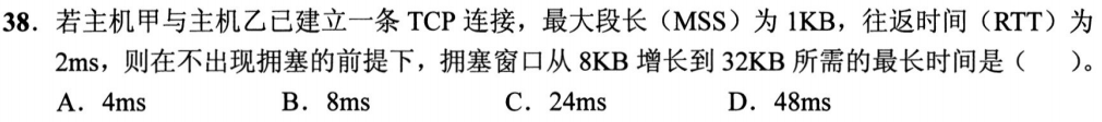 38. 若主机甲与主机乙已建立一条 TCP 连接，最大段长（MSS）为 1KB，往返时间（RTT）为
2ms，则在不出现拥塞的前提下，拥塞窗口从 8KB 增长到 32KB 所需的最长时间是（　　）。
A．4ms　　B．8ms　　C．24ms　　D．48ms